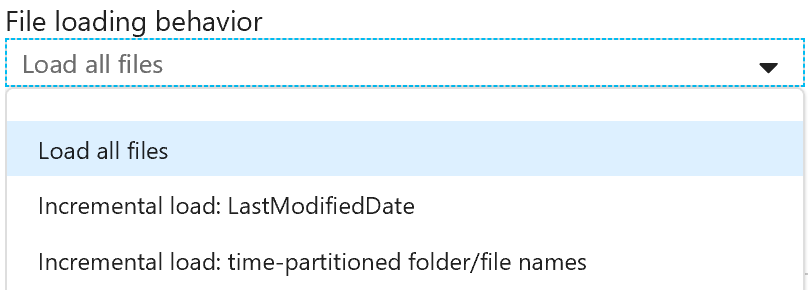 File loading behavior
Load all files
Load all files
Incremental load: LastModifiedDate
Incremental load: time-partitioned folder/file names